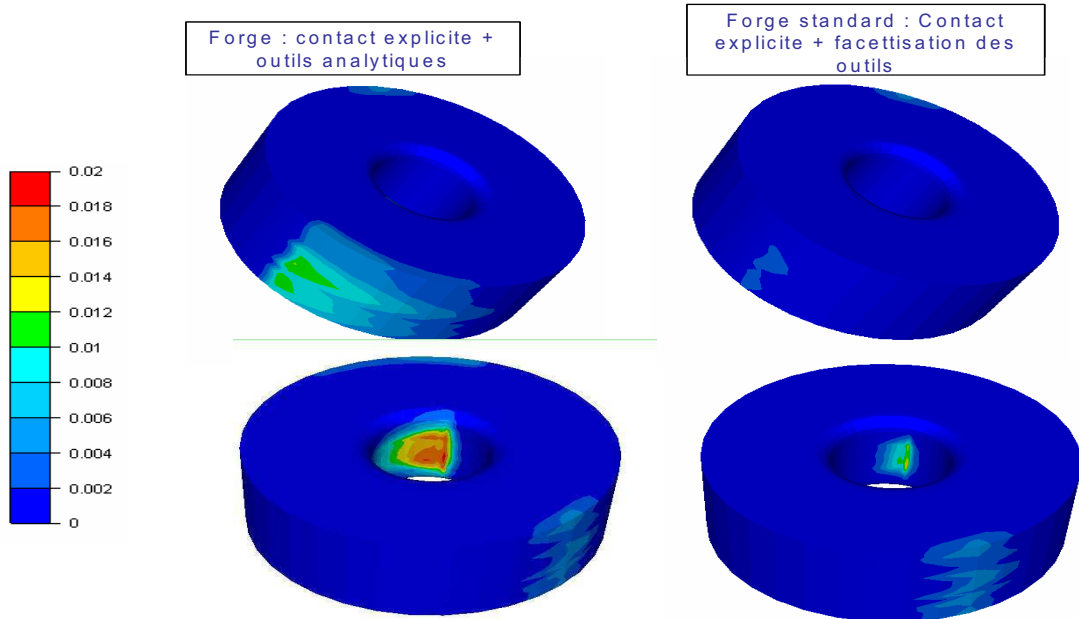 Forge : contact explicite +
outils analytiques
Forge standard : Contact
explicite + facettisation des
outils
0.02
0.018
0.016
0.014
0.012
0.01
0.008
0.006
0.004
0.002
0